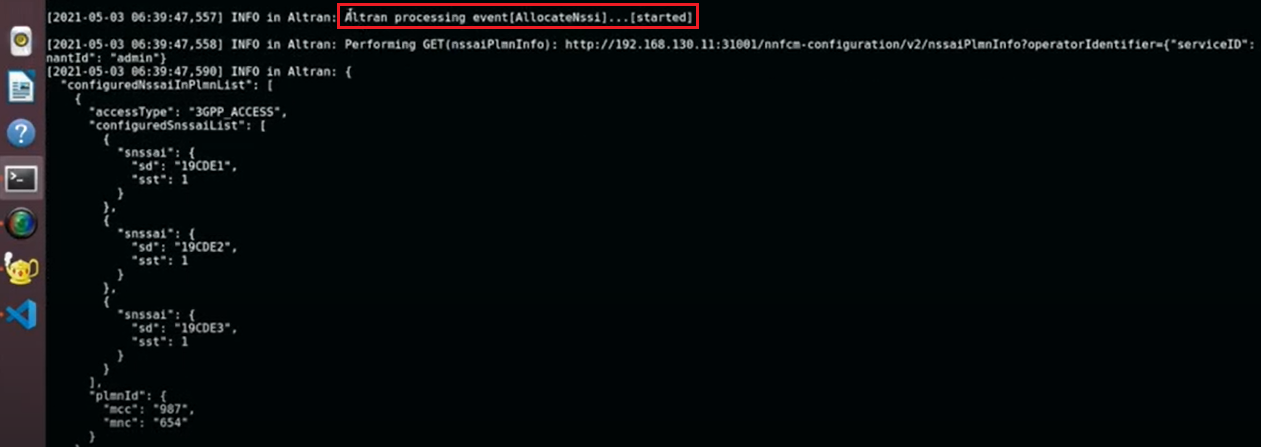 [2021-05-03 06:39:47,557] INFO in Altran: Altran processing event[AllocateNssi]...[started]
[2021-05-03 06:39:47,558] INFO in Altran: Performing GET(nssaiPlmnInfo): http://192.168.130.11:31001/nnfcm-configuration/v2/nssaiPlmnInfo?operatorIdentifier={"serviceID":
nantId": "admin"}
[2021-05-03 06:39:47,590] INFO in Altran: {
"configuredNssaiInPlmnList": [
{
"accessType": "3GPP_ACCESS",
"configuredSnssaiList": [
{
"snssai": {
"sd": "19CDE1",
"sst": 1
}
},
{
"snssai": {
"sd": "19CDE2",
"sst": 1
}
},
{
"snssai": {
"sd": "19CDE3",
"sst": 1
}
}
],
"plmnId": {
"mcc": "987",
"mnc": "654"
}